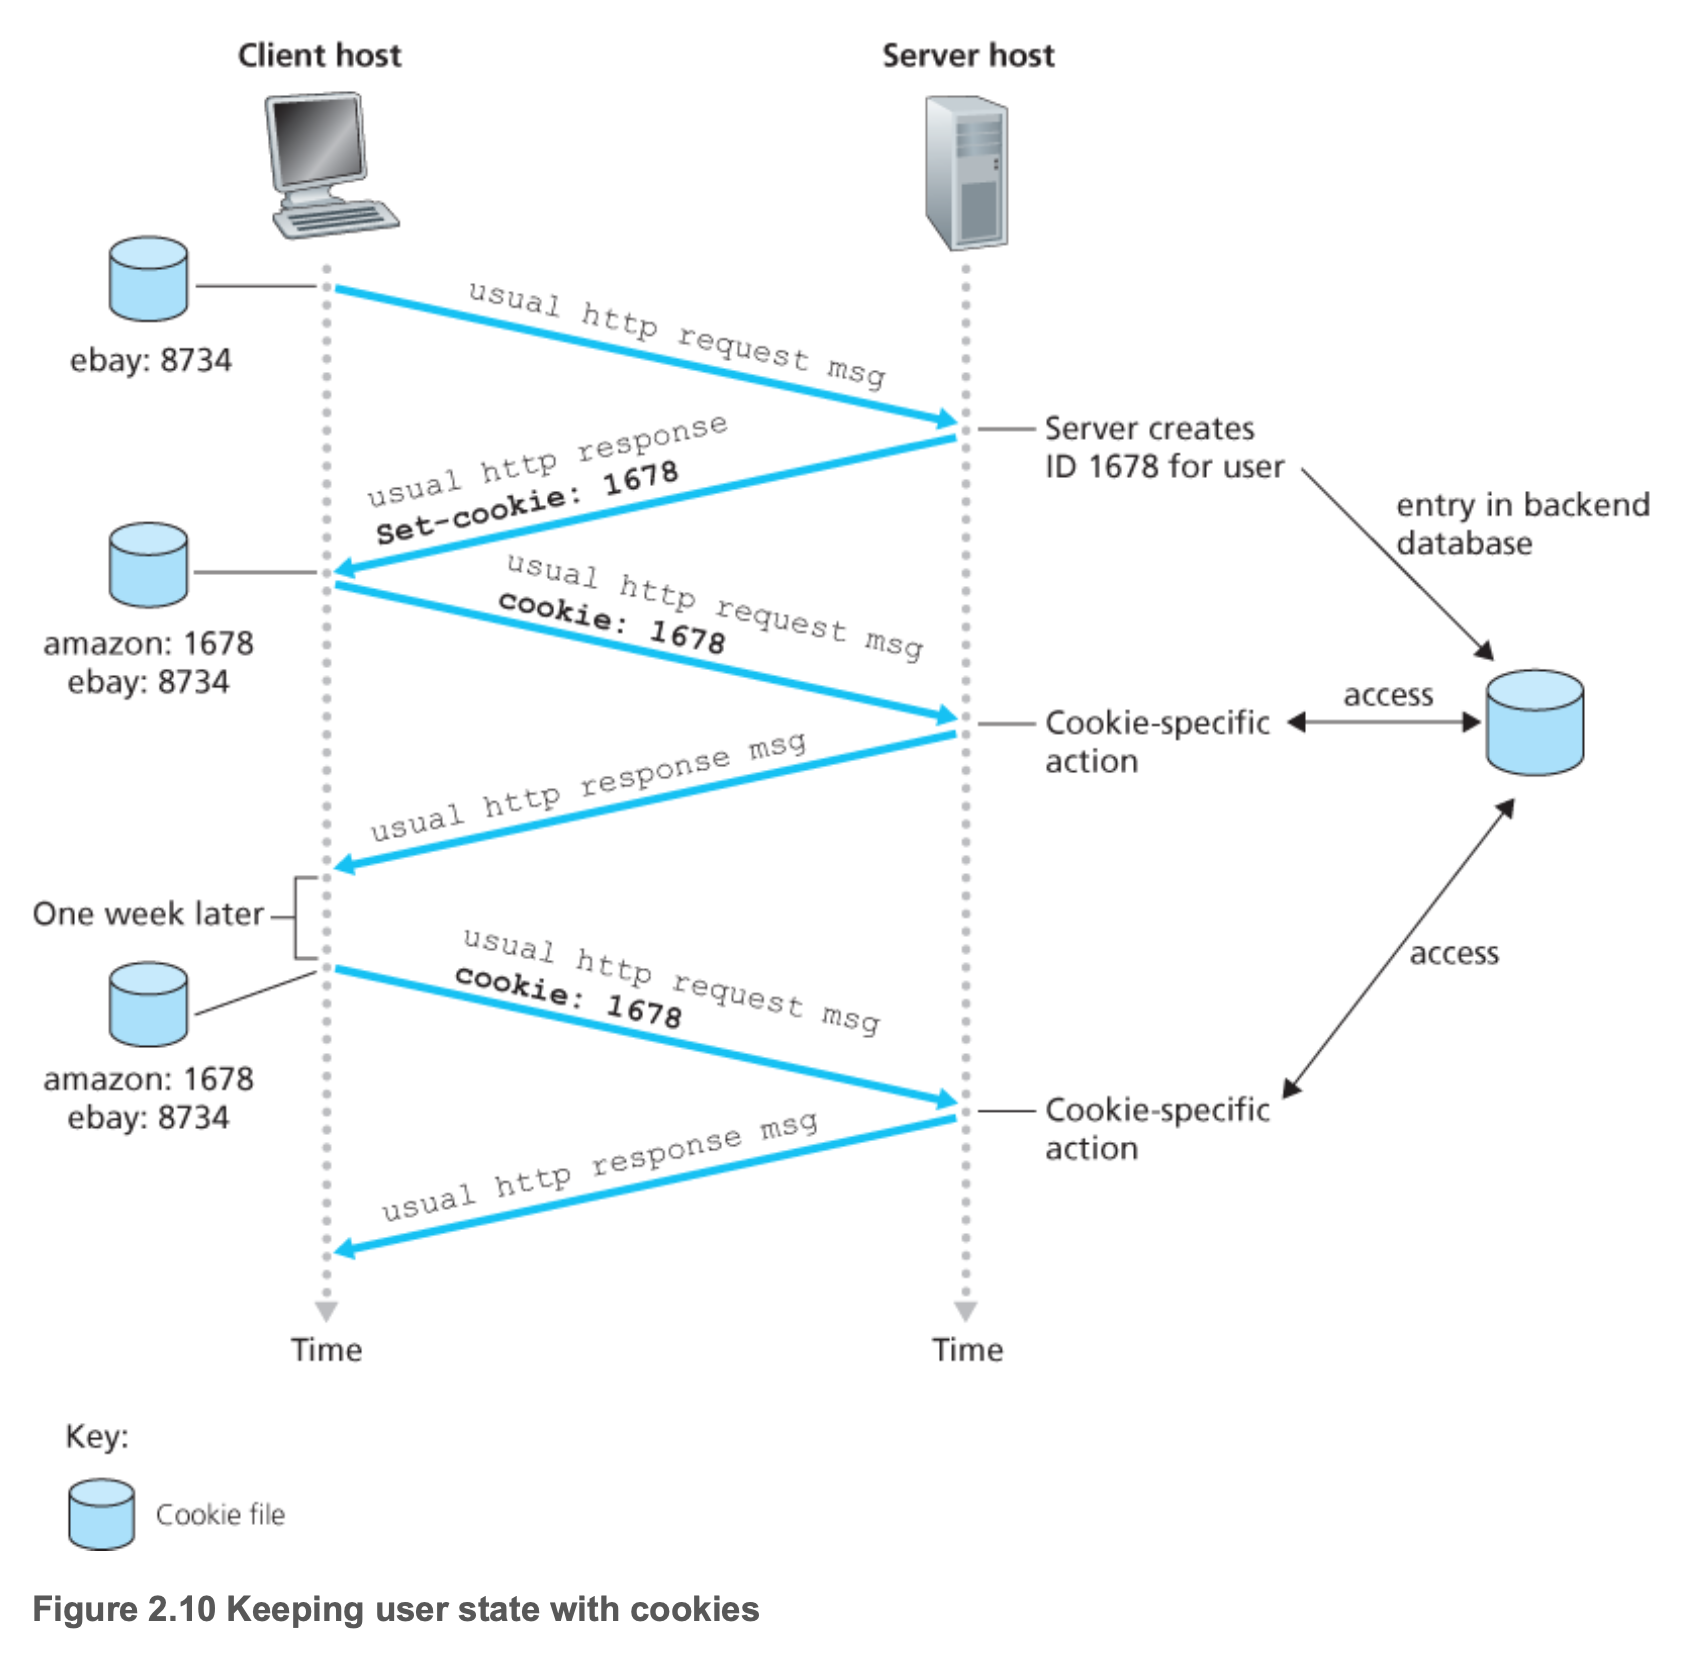 Client host
Server host
ebay: 8734
usual http request msg
Server creates
ID 1678 for user
entry in backend
database
usual http response
Set-cookie: 1678
amazon: 1678
ebay: 8734
usual http request msg
cookie: 1678
Cookie-specific
action
access
usual http response msg
One week later
amazon: 1678
ebay: 8734
usual http request msg
cookie: 1678
access
Cookie-specific
action
usual http response msg
Time
Time
Key:
Cookie file
Figure 2.10 Keeping user state with cookies